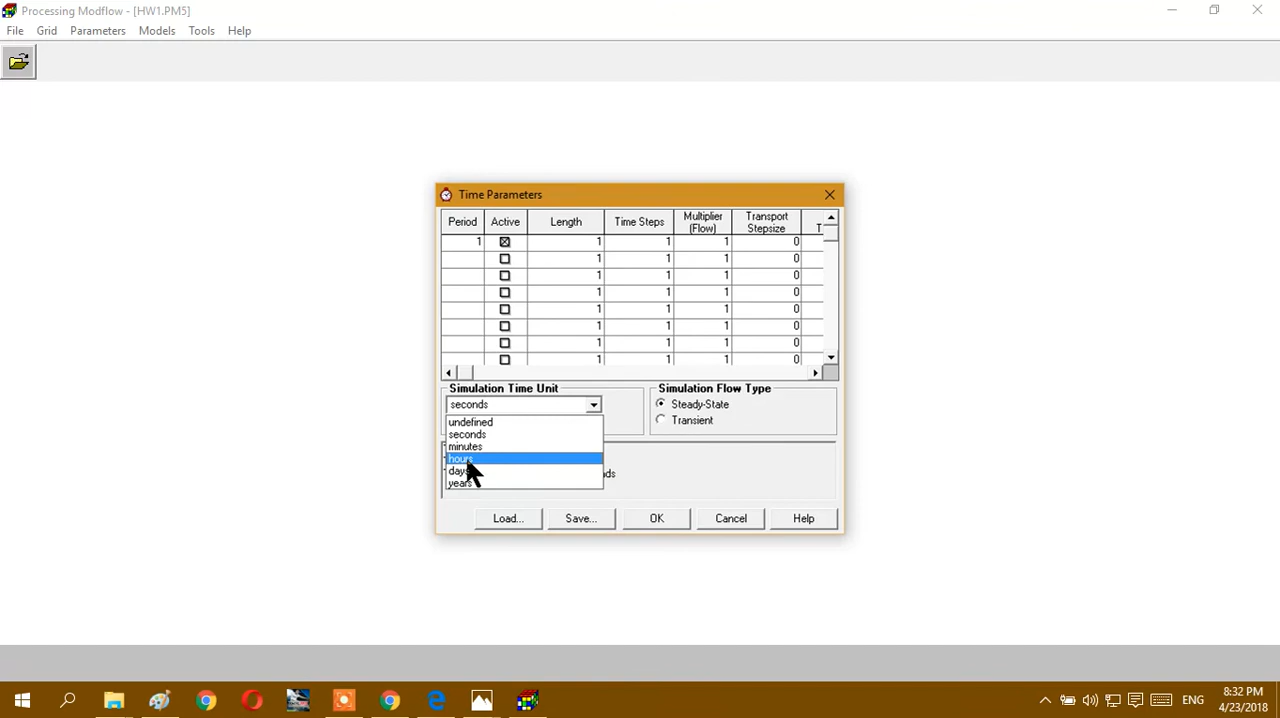 Processing Modflow - [HW1.PM5]
File Grid Parameters Models Tools Help
Time Parameters
Period Active Length Time Steps Multiplier (Flow) Transport Stepsize T
1 1 1 1 0
1 1 1 0
1 1 1 0
1 1 1 0
1 1 1 0
1 1 1 0
1 1 1 0
1 1 1 0
Simulation Time Unit
seconds
undefined
seconds
minutes
hours
days
years
Simulation Flow Type
Steady-State
Transient
Load... Save... OK Cancel Help
ENG
8:32 PM
4/23/2018